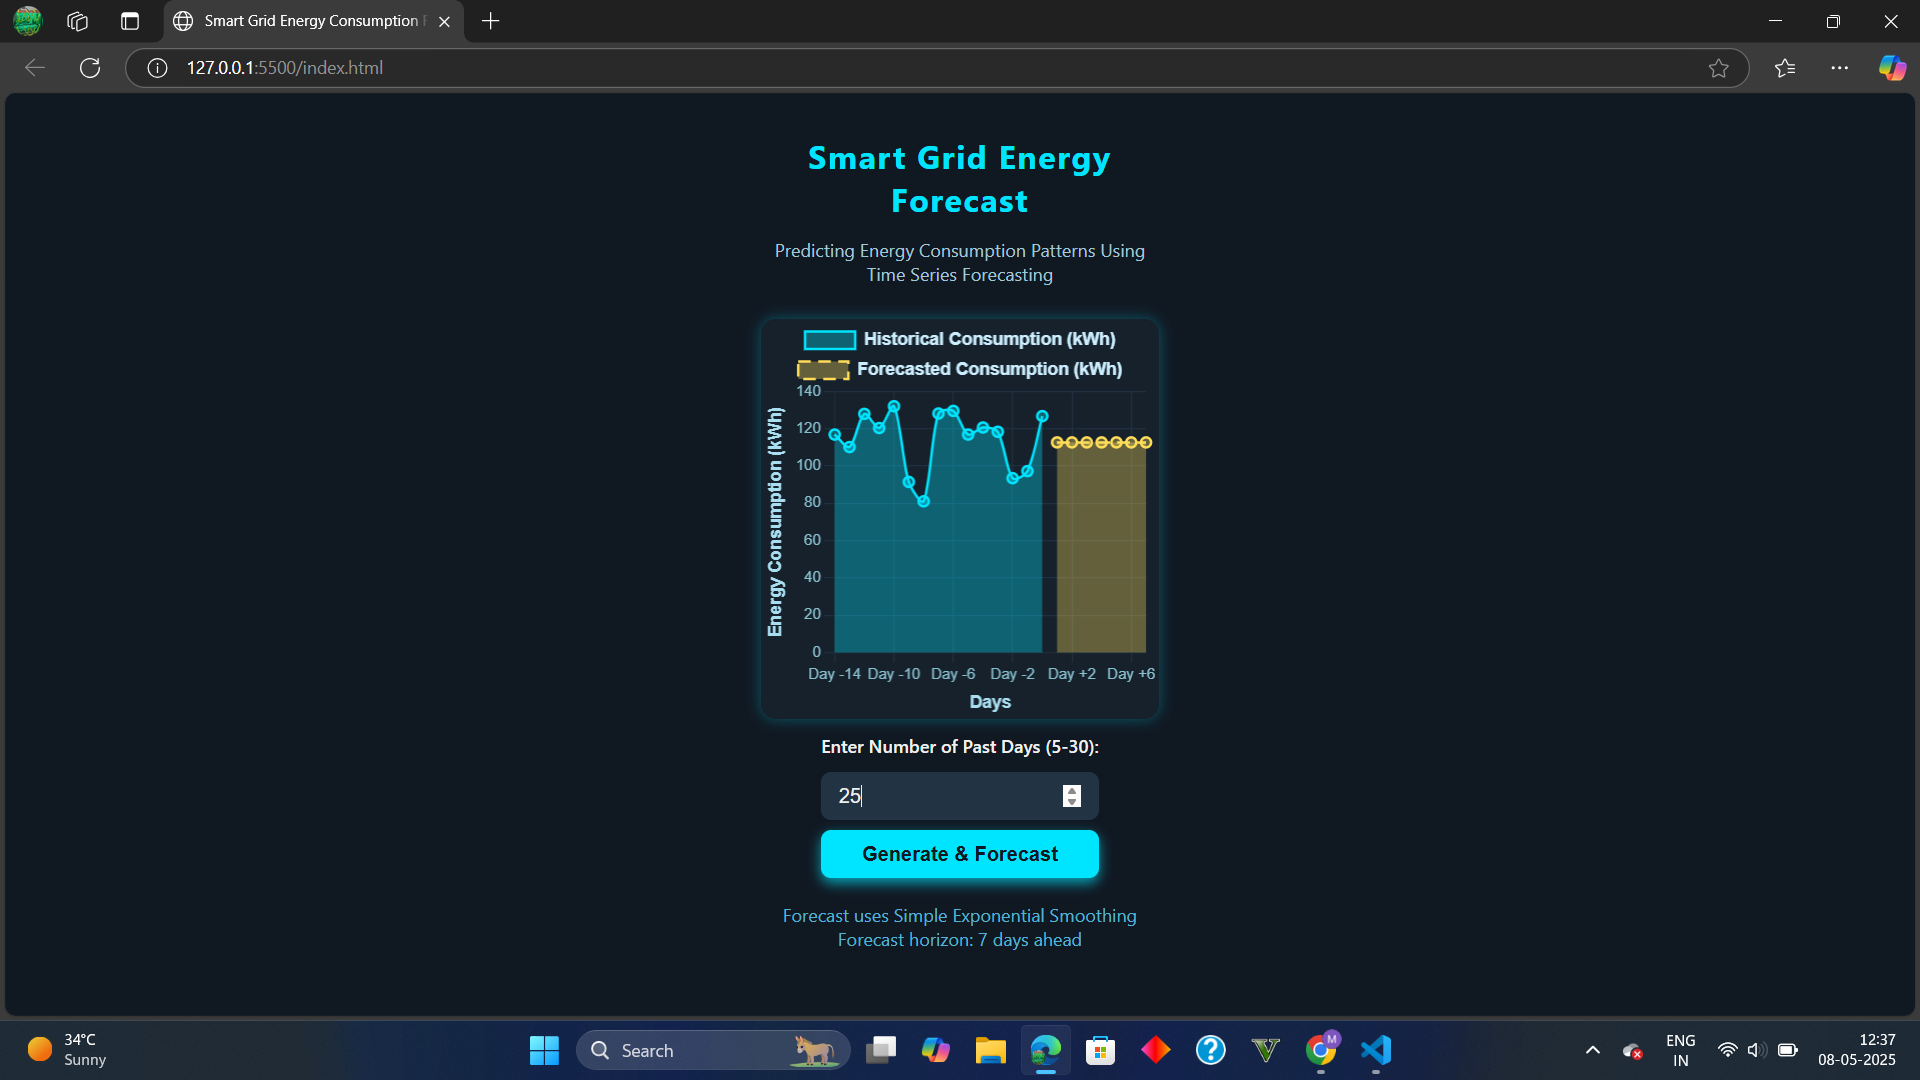 Smart Grid Energy Consumption F
127.0.0.1:5500/index.html
Smart Grid Energy
Forecast
Predicting Energy Consumption Patterns Using
Time Series Forecasting
Historical Consumption (kWh)
Forecasted Consumption (kWh)
Energy Consumption (kWh)
140
120
100
80
60
40
20
0
Day -14 Day -10 Day -6 Day -2 Day +2 Day +6
Days
Enter Number of Past Days (5-30):
25
Generate & Forecast
Forecast uses Simple Exponential Smoothing
Forecast horizon: 7 days ahead
34°C
Sunny
Search
M
ENG
IN
12:37
08-05-2025